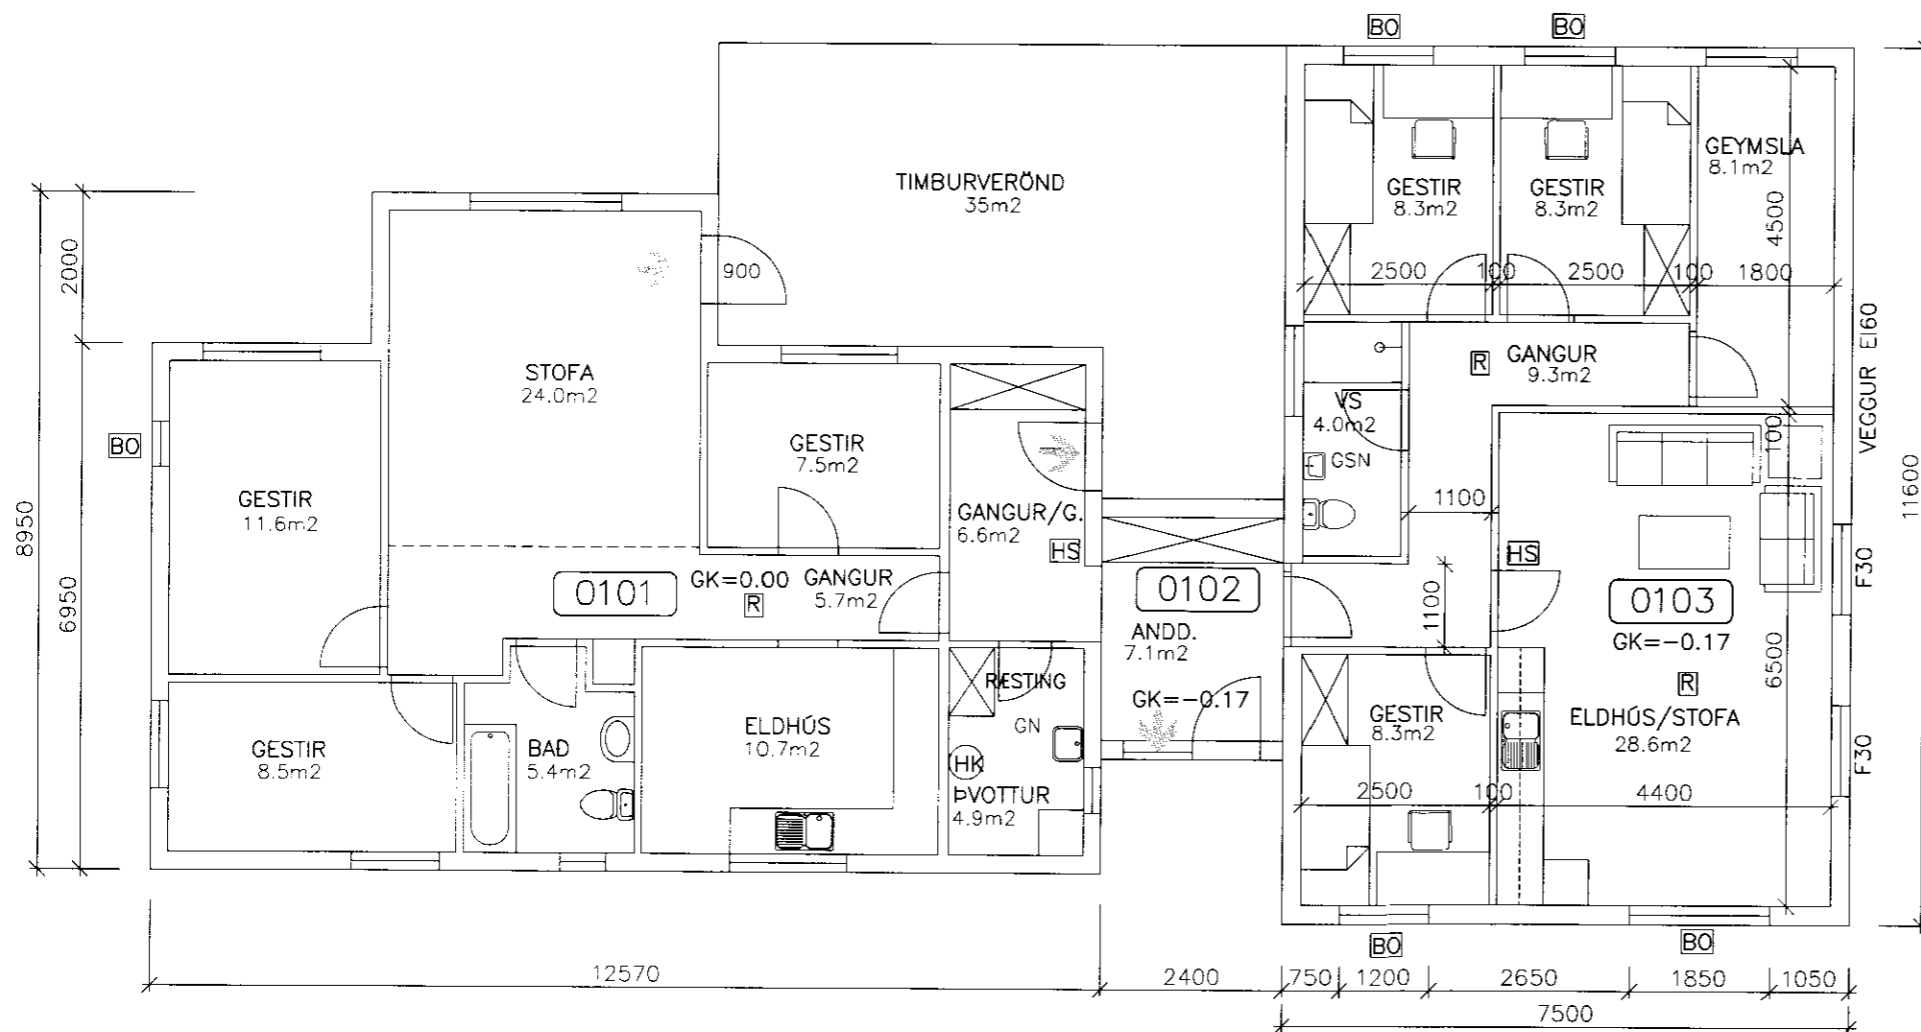 BO
BO
TIMBURVERÖND
35m2
GESTIR
8.3m2
GESTIR
8.3m2
GEYMSLA
8.1m2
4500
2500
100
2500
100
1800
900
2000
8950
6950
STOFA
24.0m2
GESTIR
7.5m2
GANGUR/G.
6.6m2
HS
BO
GESTIR
11.6m2
R
GANGUR
9.3m2
VS
4.0m2
GSN
1100
100
VEGGUR EI60
11600
0101
GK=0.00
R
GANGUR
5.7m2
0102
ANDD.
7.1m2
GK=-0.17
1100
HS
0103
GK=-0.17
R
F30
6500
ELDHÚS/STOFA
28.6m2
F30
GESTIR
8.5m2
BAÐ
5.4m2
ELDHÚS
10.7m2
RÆSTING
GN
HK
ÞVOTTUR
4.9m2
GESTIR
8.3m2
2500
100
4400
BO
BO
12570
2400
750
1200
2650
1850
1050
7500